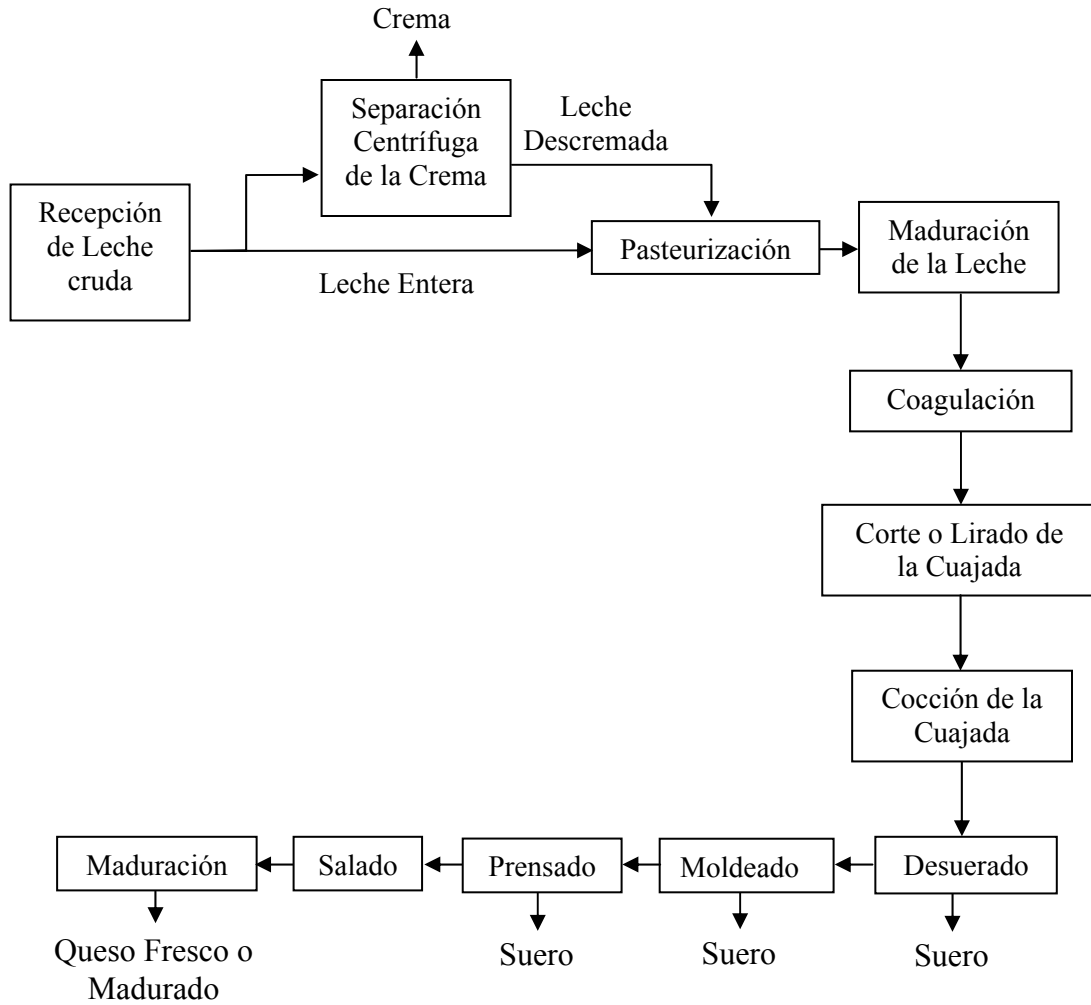 Crema
Separación
Centrífuga
de la Crema
Leche
Descremada
Recepción
de Leche
cruda
Leche Entera
Pasteurización
Maduración
de la Leche
Coagulación
Corte o Lirado de
la Cuajada
Cocción de la
Cuajada
Desuerado
Moldeado
Prensado
Salado
Maduración
Suero
Suero
Suero
Queso Fresco o
Madurado